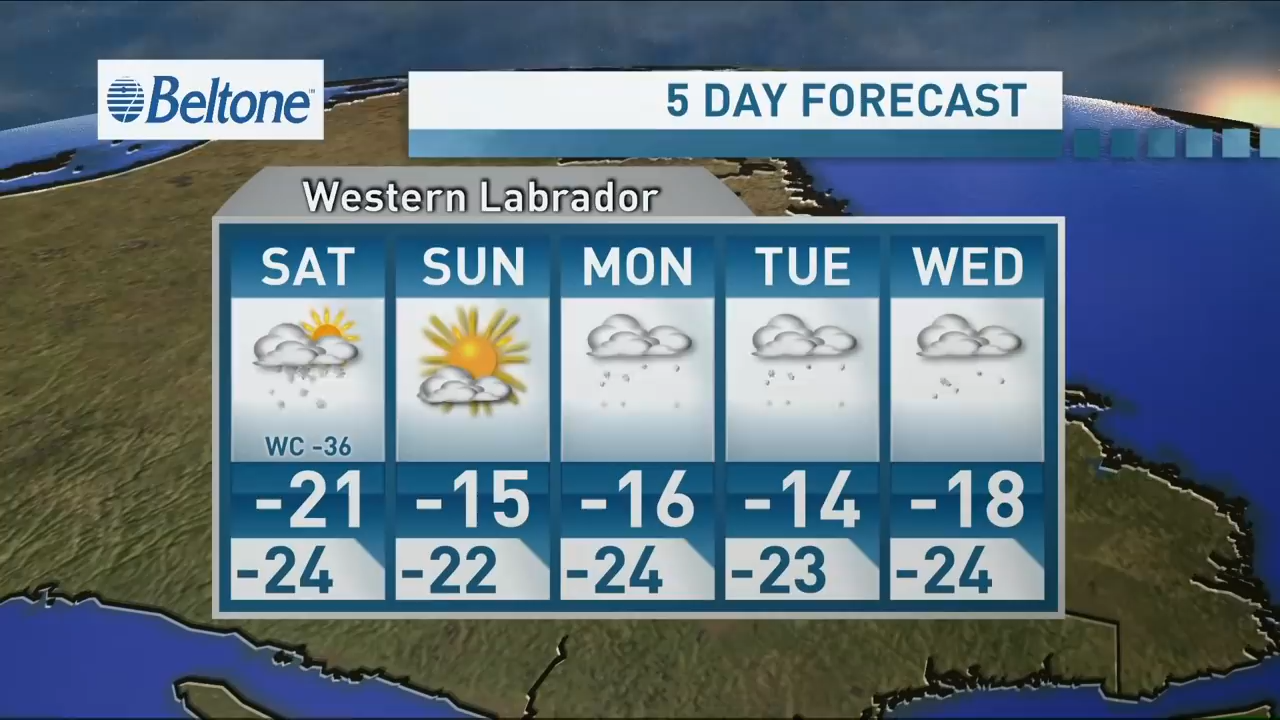 Beltone™
5 DAY FORECAST
Western Labrador
SAT SUN MON TUE WED
WC -36
-21 -15 -16 -14 -18
-24 -22 -24 -23 -24